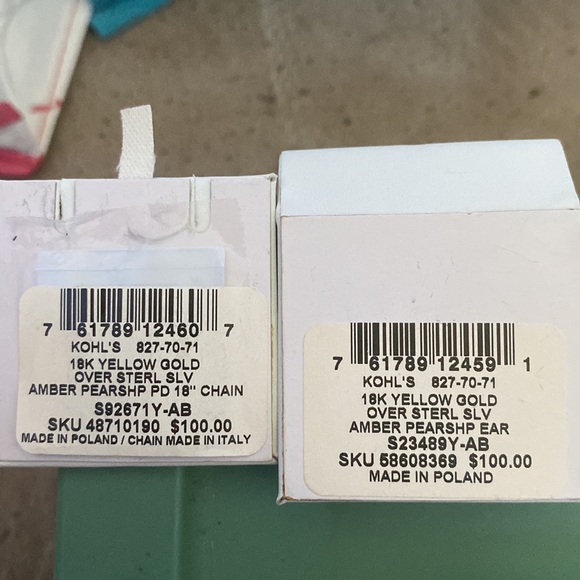 7 61789 12460 7
KOHL'S 827-70-71
18K YELLOW GOLD
OVER STERL SLV
AMBER PEARSHP PD 18" CHAIN
S92671Y-AB
SKU 48710190 $100.00
MADE IN POLAND / CHAIN MADE IN ITALY
7 61789 12459 1
KOHL'S 827-70-71
18K YELLOW GOLD
OVER STERL SLV
AMBER PEARSHP EAR
S23489Y-AB
SKU 58608369 $100.00
MADE IN POLAND